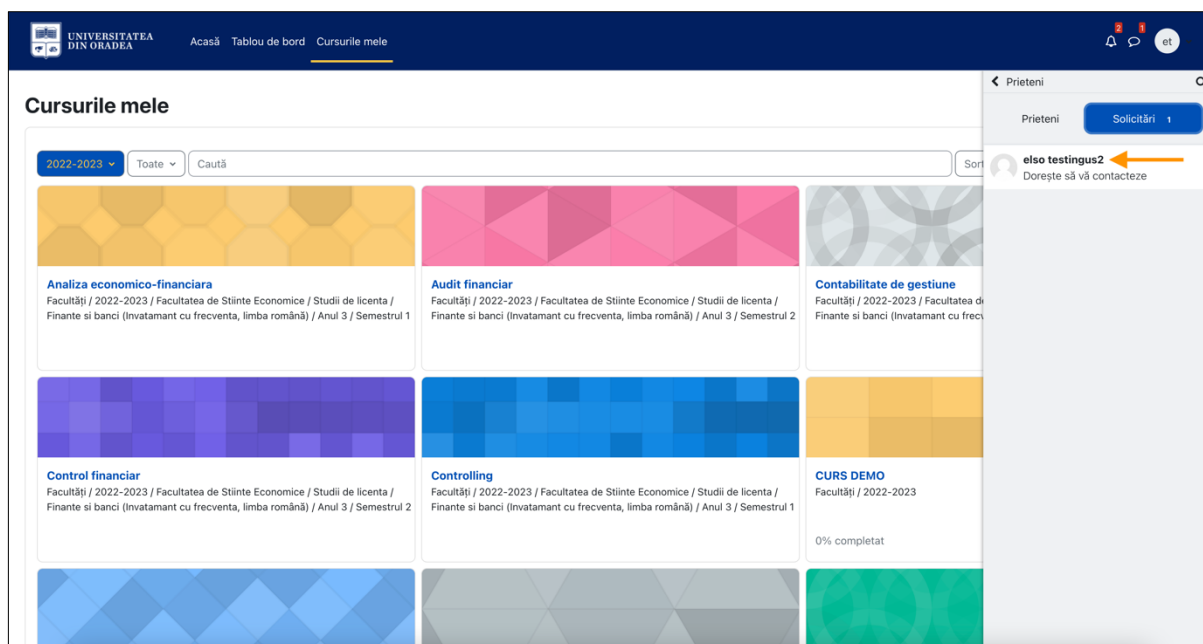 UNIVERSITATEA
DIN ORADEA
Acasă Tablou de bord Cursurile mele
2 1
et
Prieteni
Cursurile mele
Prieteni Solicitări 1
2022-2023 Toate Caută Sort
elso testingus2
Dorește să vă contacteze
Analiza economico-financiara
Facultăți / 2022-2023 / Facultatea de Stiinte Economice / Studii de licenta /
Finante si banci (Invatamant cu frecventa, limba română) / Anul 3 / Semestrul 1
Audit financiar
Facultăți / 2022-2023 / Facultatea de Stiinte Economice / Studii de licenta /
Finante si banci (Invatamant cu frecventa, limba română) / Anul 3 / Semestrul 2
Contabilitate de gestiune
Facultăți / 2022-2023 / Facultatea d
Finante si banci (Invatamant cu frecv
Control financiar
Facultăți / 2022-2023 / Facultatea de Stiinte Economice / Studii de licenta /
Finante si banci (Invatamant cu frecventa, limba română) / Anul 3 / Semestrul 2
Controlling
Facultăți / 2022-2023 / Facultatea de Stiinte Economice / Studii de licenta /
Finante si banci (Invatamant cu frecventa, limba română) / Anul 3 / Semestrul 1
CURS DEMO
Facultăți / 2022-2023
0% completat